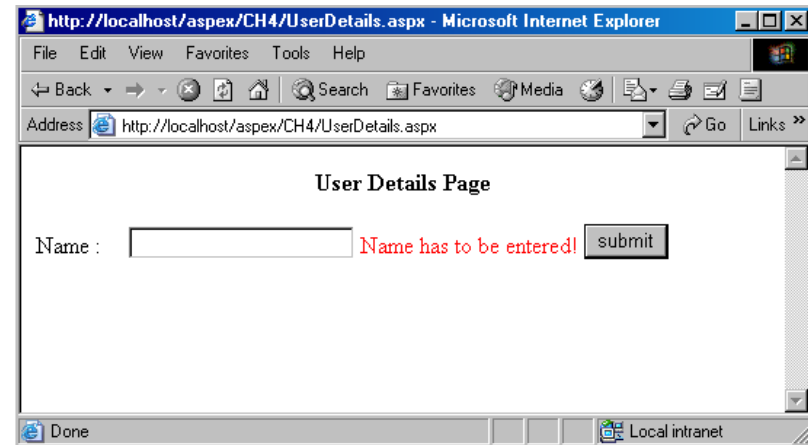 http://localhost/aspex/CH4/UserDetails.aspx - Microsoft Internet Explorer
File Edit View Favorites Tools Help
Back Search Favorites Media
Address http://localhost/aspex/CH4/UserDetails.aspx Go Links »
User Details Page
Name : Name has to be entered! submit
Done Local intranet